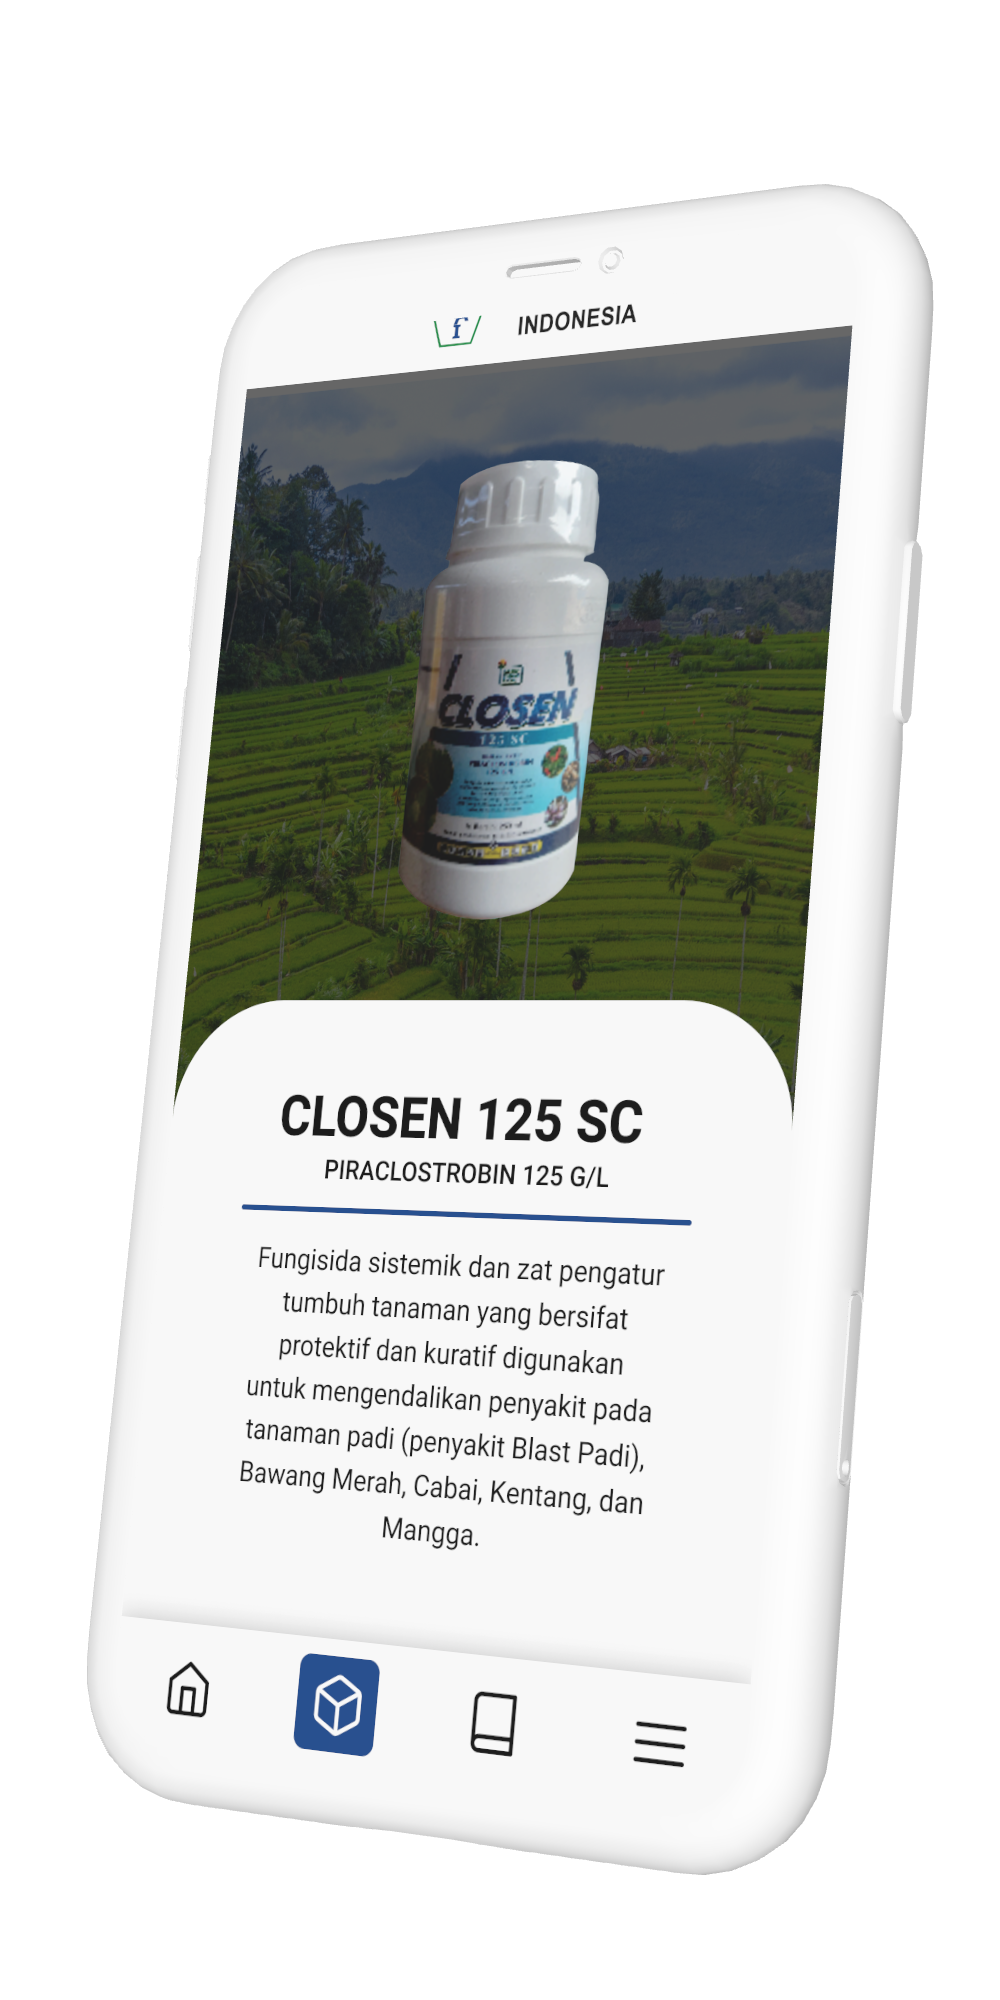 f
INDONESIA
CLOSEN
125 SC
CLOSEN 125 SC
PIRACLOSTROBIN 125 G/L
Fungisida sistemik dan zat pengatur
tumbuh tanaman yang bersifat
protektif dan kuratif digunakan
untuk mengendalikan penyakit pada
tanaman padi (penyakit Blast Padi),
Bawang Merah, Cabai, Kentang, dan
Mangga.